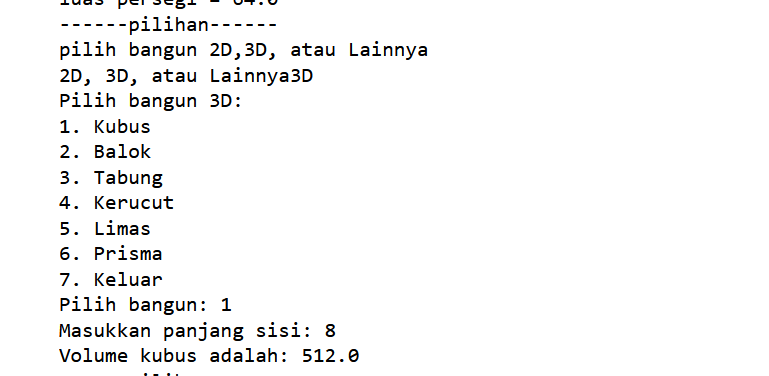 luas persegi = 64.0
------pilihan------
pilih bangun 2D,3D, atau Lainnya
2D, 3D, atau Lainnya3D
Pilih bangun 3D:
1. Kubus
2. Balok
3. Tabung
4. Kerucut
5. Limas
6. Prisma
7. Keluar
Pilih bangun: 1
Masukkan panjang sisi: 8
Volume kubus adalah: 512.0